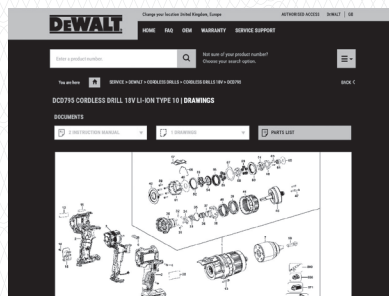 DEWALT
Change your location United Kingdom, Europe
AUTHORISED ACCESS DEWALT | GB
HOME FAQ OEM WARRANTY SERVICE SUPPORT
Enter a product number
Not sure of your product number?
Choose your search option.
You are here
SERVICE > DEWALT > CORDLESS DRILLS > CORDLESS DRILLS 18V > DCD795
BACK <
DCD795 CORDLESS DRILL 18V LI-ION TYPE 10 | DRAWINGS
DOCUMENTS
2 INSTRUCTION MANUAL
1 DRAWINGS
PARTS LIST